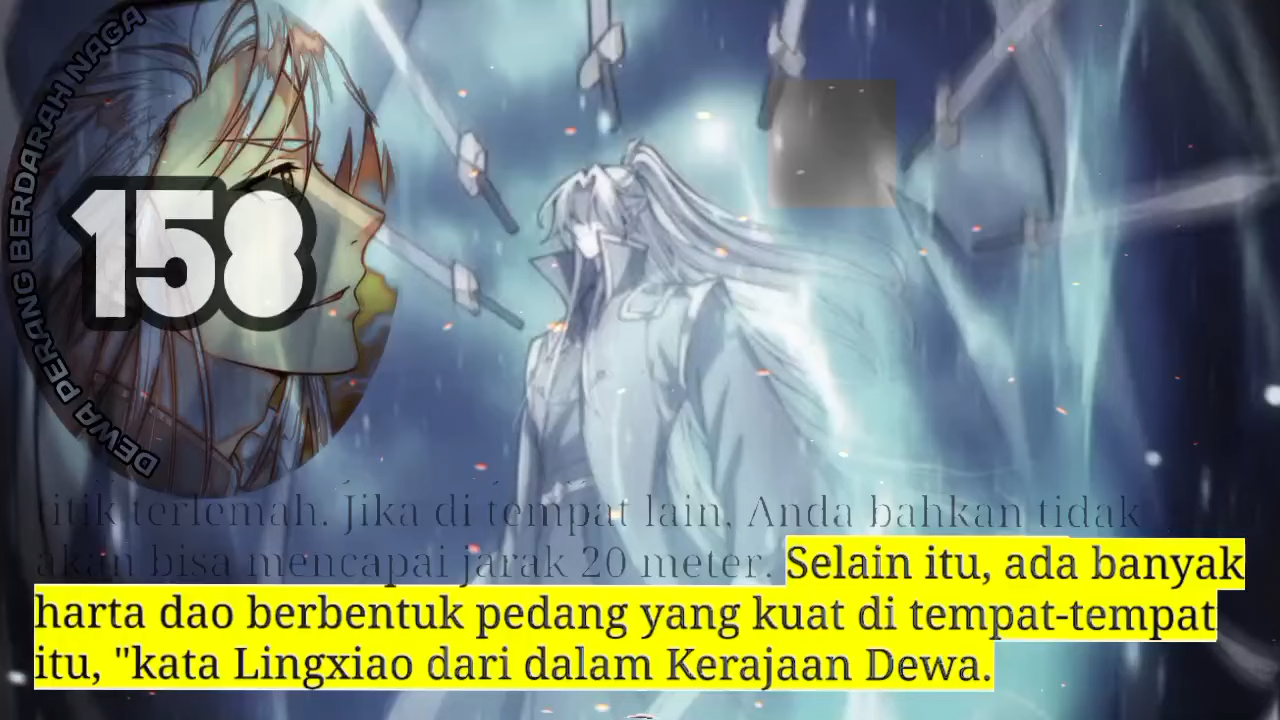 DEWA PERANG BERDARAH NAGA
158
titik terlemah. Jika di tempat lain, Anda bahkan tidak
akan bisa mencapai jarak 20 meter. Selain itu, ada banyak
harta dao berbentuk pedang yang kuat di tempat-tempat
itu, "kata Lingxiao dari dalam Kerajaan Dewa.